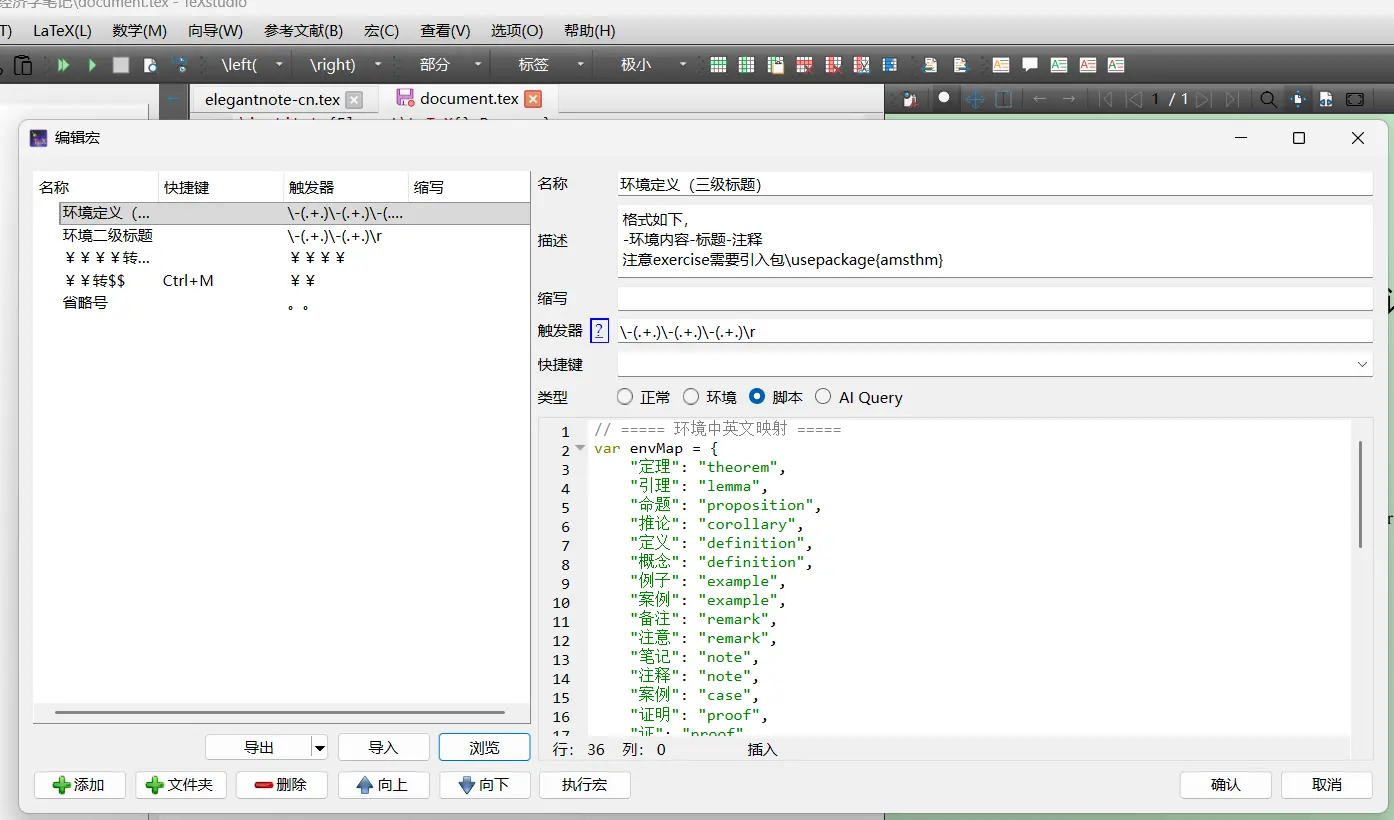 经济学笔记\document.tex - TeXstudio
T) LaTeX(L) 数学(M) 向导(W) 参考文献(B) 宏(C) 查看(V) 选项(O) 帮助(H)
\left( \right) 部分 标签 极小
elegantnote-cn.tex document.tex 1 / 1
编辑宏
名称 快捷键 触发器 缩写
环境定义（... \-(.+.)\-(.+.)\-(....
环境二级标题 \-(.+.)\-(.+.)\r
￥￥￥￥转... ￥￥￥￥
￥￥转$$ Ctrl+M ￥￥
省略号 。。
导出 导入 浏览
添加 文件夹 删除 向上 向下
名称 环境定义（三级标题)
描述
格式如下，
-环境内容-标题-注释
注意exercise需要引入包\usepackage{amsthm}
缩写
触发器 ? \-(.+.)\-(.+.)\-(.+.)\r
快捷键
类型 正常 环境 脚本 AI Query
1 // ===== 环境中英文映射 =====
2 var envMap = {
3 "定理": "theorem",
4 "引理": "lemma",
5 "命题": "proposition",
6 "推论": "corollary",
7 "定义": "definition",
8 "概念": "definition",
9 "例子": "example",
10 "案例": "example",
11 "备注": "remark",
12 "注意": "remark",
13 "笔记": "note",
14 "注释": "note",
15 "案例": "case",
16 "证明": "proof",
17 "证": "proof"
行： 36 列： 0 插入
执行宏 确认 取消